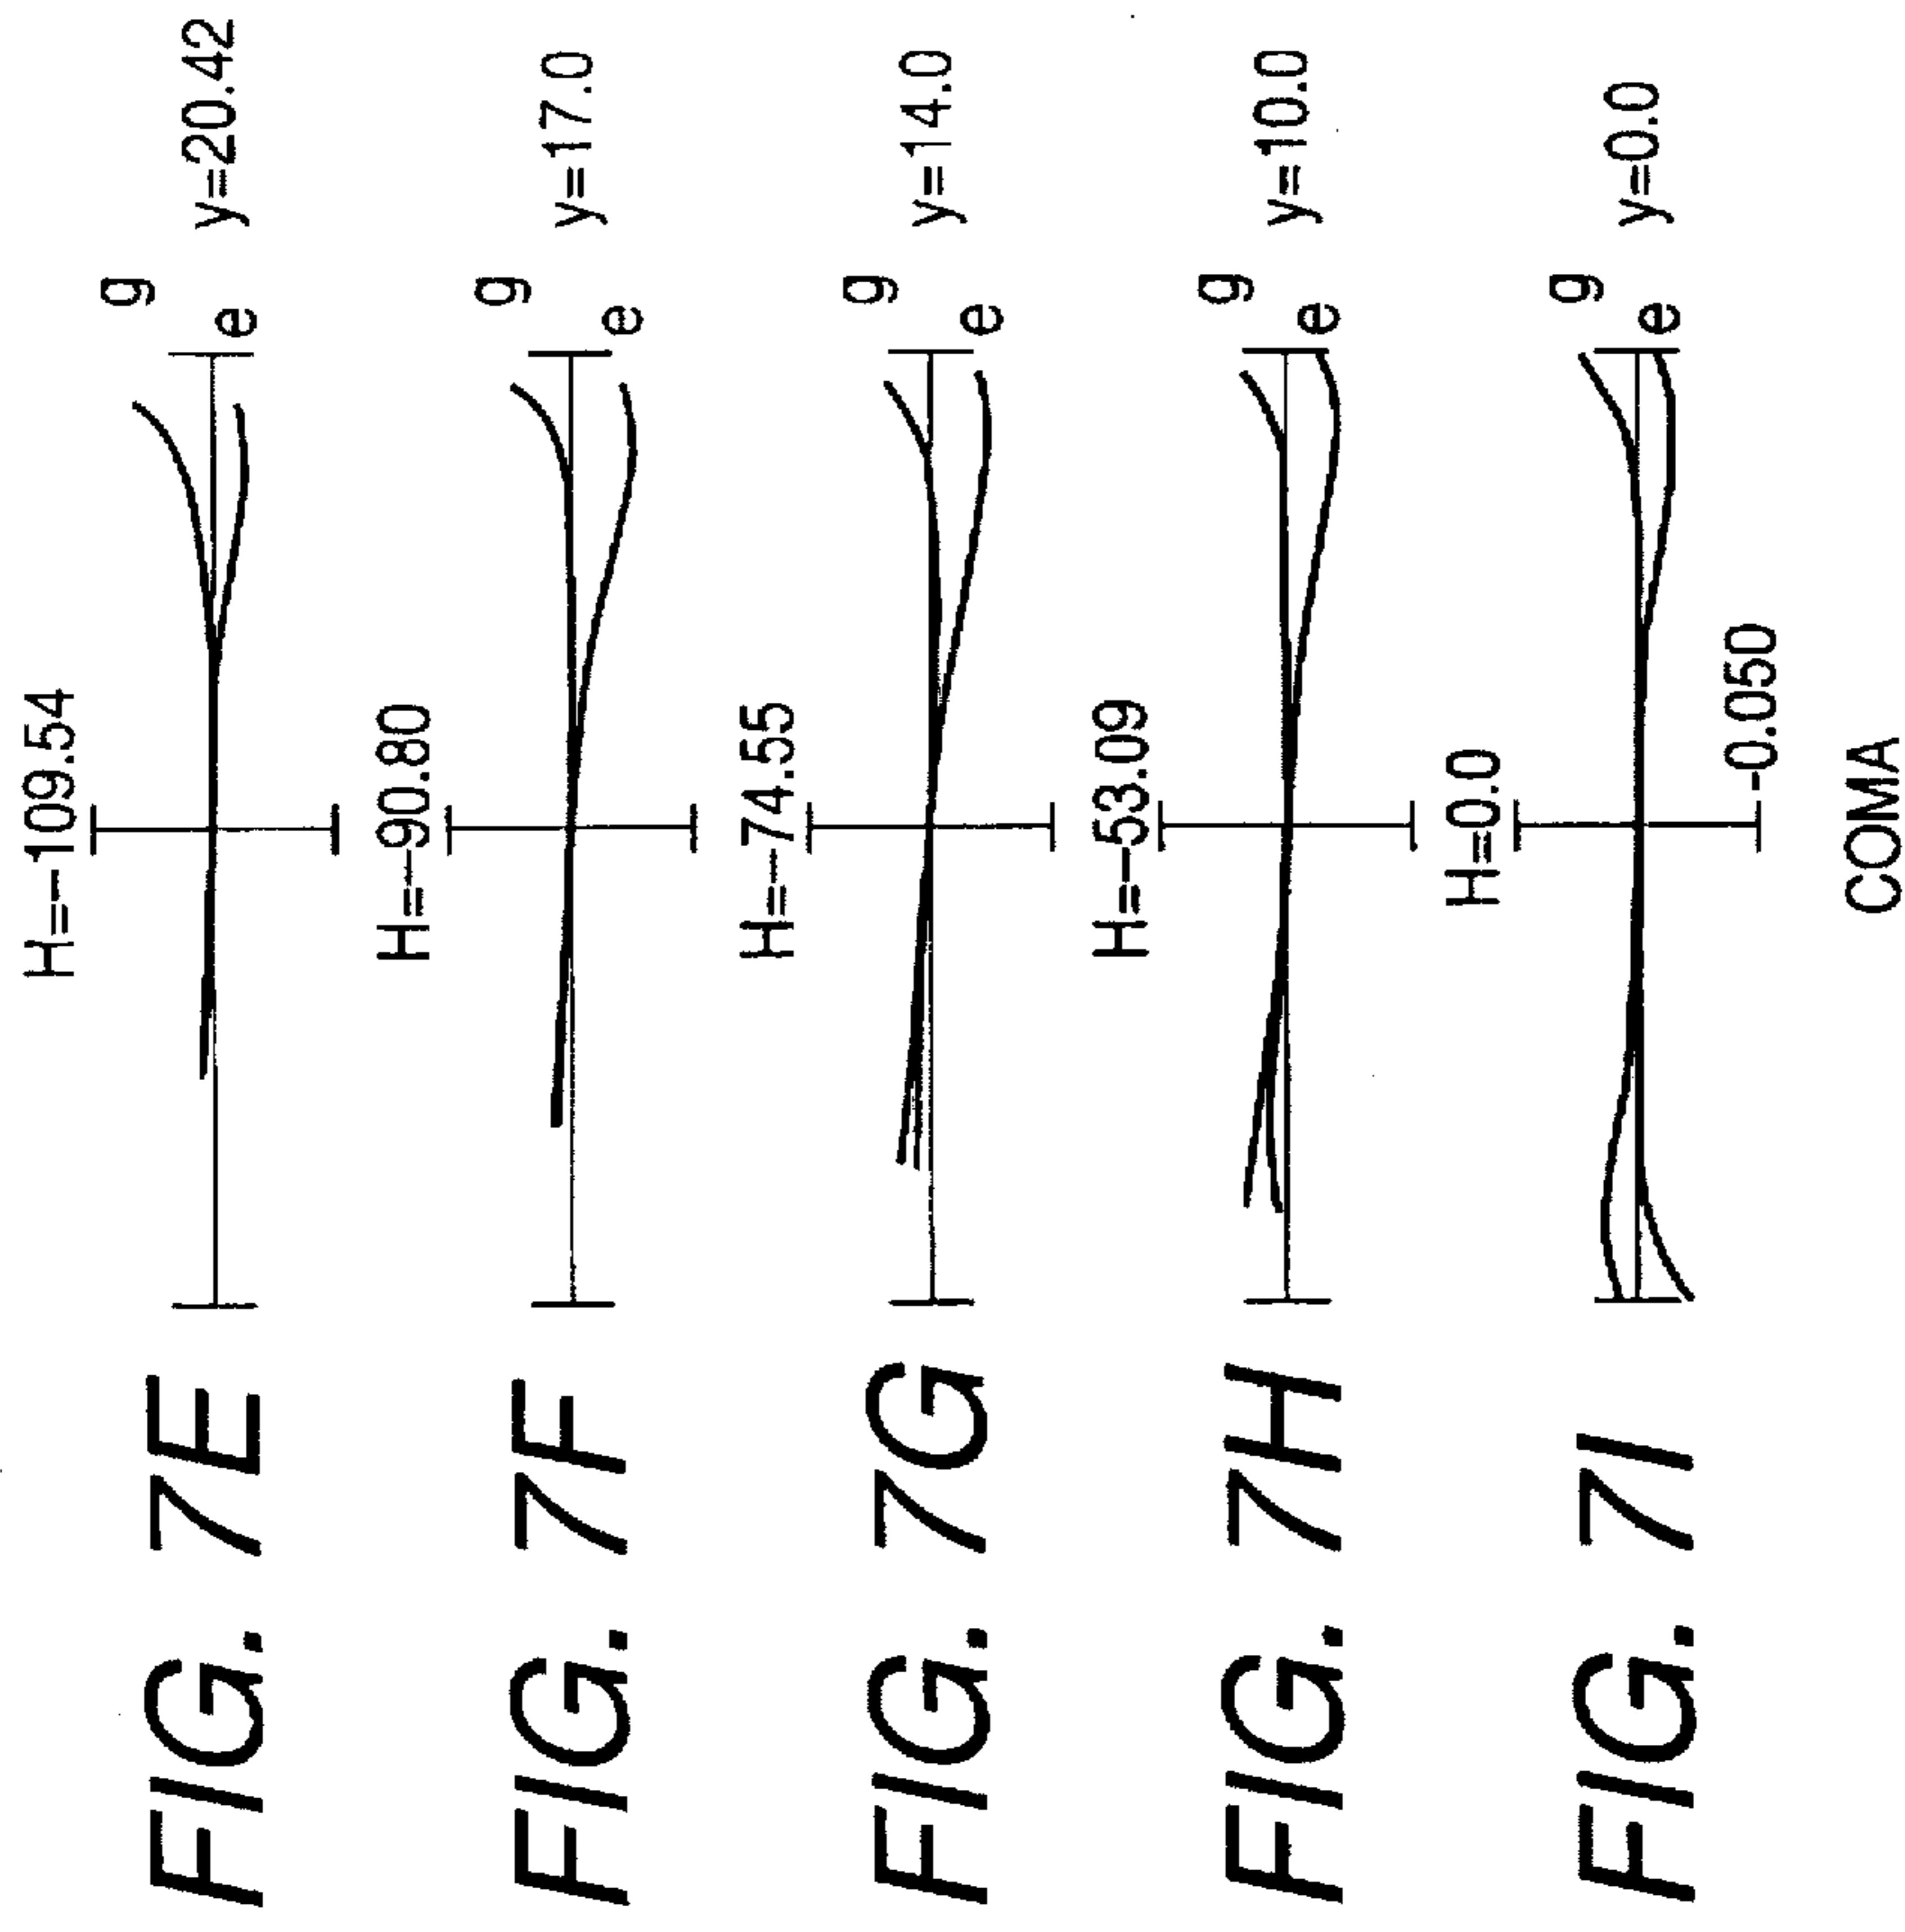 H=-109.54
FIG. 7E
g
e
y=20.42
H=-90.80
FIG. 7F
g
e
y=17.0
H=-74.55
FIG. 7G
g
e
y=14.0
H=-53.09
FIG. 7H
g
e
y=10.0
H=0.0
FIG. 7I
g
e
y=0.0
-0.050
COMA